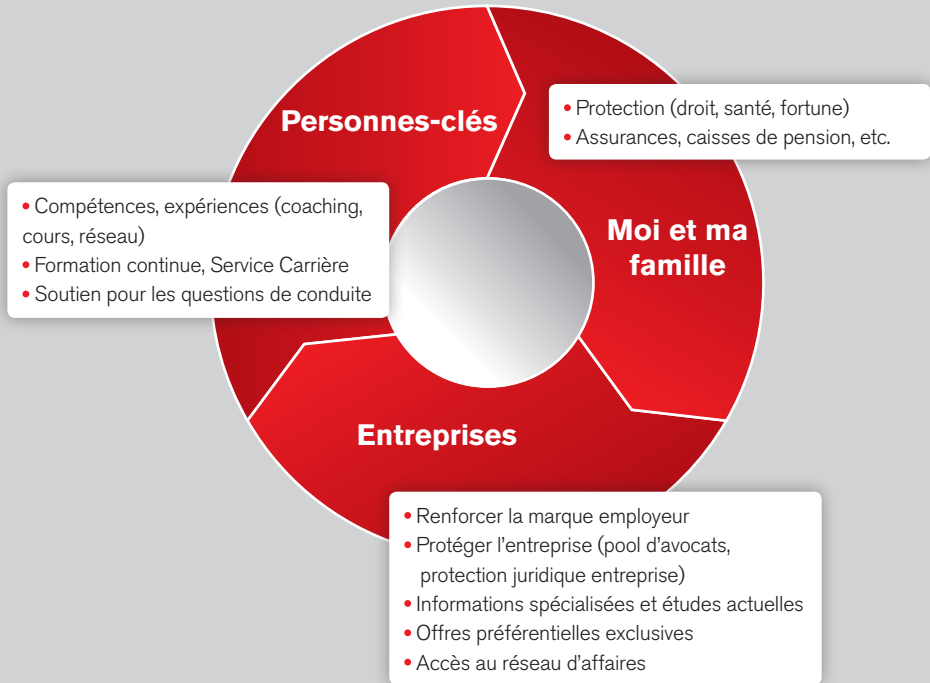 Personnes-clés
• Compétences, expériences (coaching,
cours, réseau)
• Formation continue, Service Carrière
• Soutien pour les questions de conduite
Moi et ma
famille
• Protection (droit, santé, fortune)
• Assurances, caisses de pension, etc.
Entreprises
• Renforcer la marque employeur
• Protéger l’entreprise (pool d’avocats,
protection juridique entreprise)
• Informations spécialisées et études actuelles
• Offres préférentielles exclusives
• Accès au réseau d’affaires